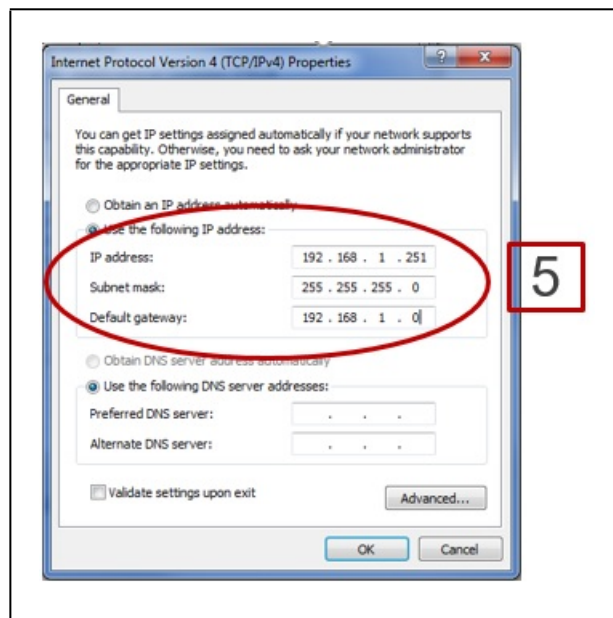 Internet Protocol Version 4 (TCP/IPv4) Properties
General
You can get IP settings assigned automatically if your network supports
this capability. Otherwise, you need to ask your network administrator
for the appropriate IP settings.
Obtain an IP address automatically
Use the following IP address:
IP address: 192 . 168 . 1 . 251
Subnet mask: 255 . 255 . 255 . 0
Default gateway: 192 . 168 . 1 . 0
5
Obtain DNS server address automatically
Use the following DNS server addresses:
Preferred DNS server: . . .
Alternate DNS server: . . .
Validate settings upon exit
Advanced...
OK Cancel